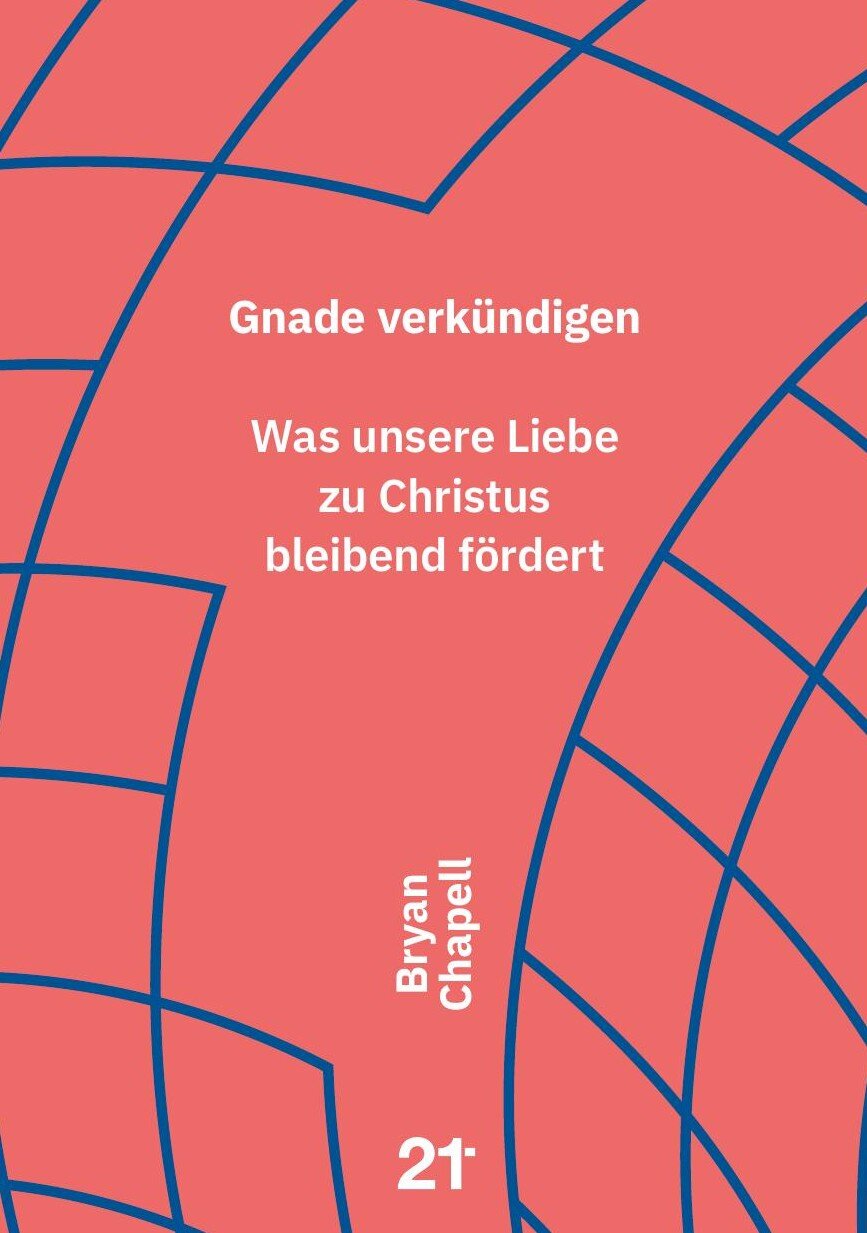 Gnade verkündigen
Was unsere Liebe
zu Christus
bleibend fördert
Bryan
Chapell
21